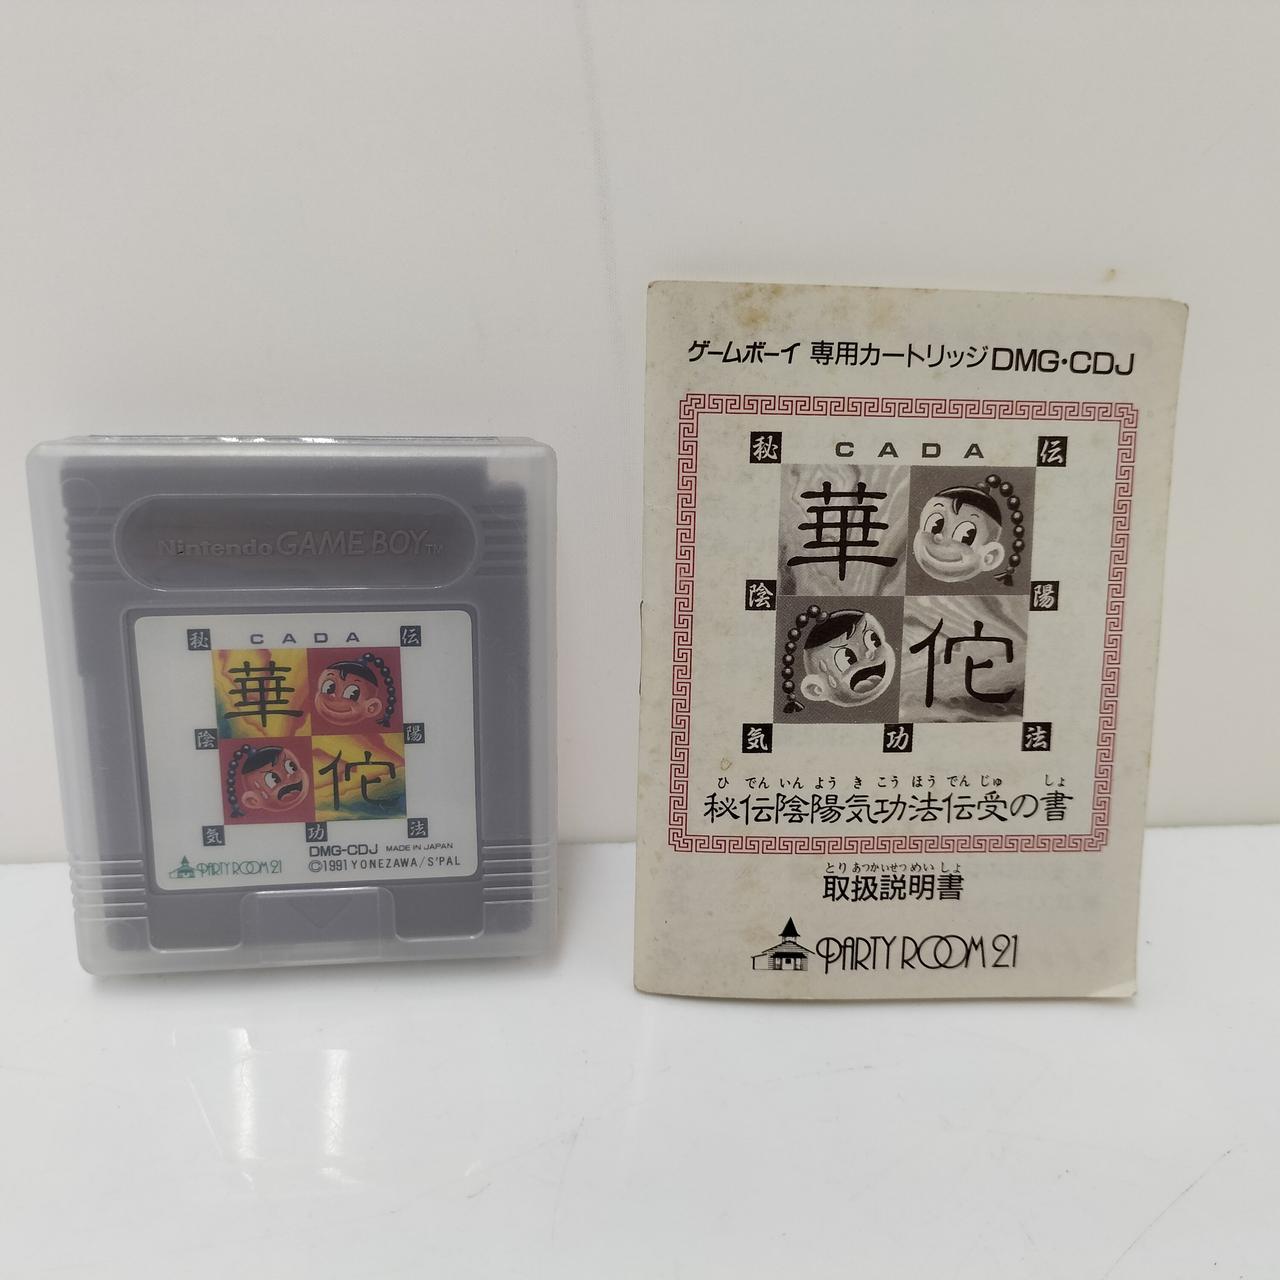 Nintendo GAME BOY TM
秘 CADA 伝
華
陰 陽
佗
気 功 法
DMG-CDJ MADE IN JAPAN
©1991 YONEZAWA/S'PAL
PARTY ROOM 21
ゲームボーイ 専用カートリッジ DMG・CDJ
秘 CADA 伝
華
陰 陽
佗
気 功 法
ひ でん いん よう き こう ほう でん じゅ しょ
秘伝陰陽気功法伝受の書
とり あつかい せつ めい しょ
取扱説明書
PARTY ROOM 21